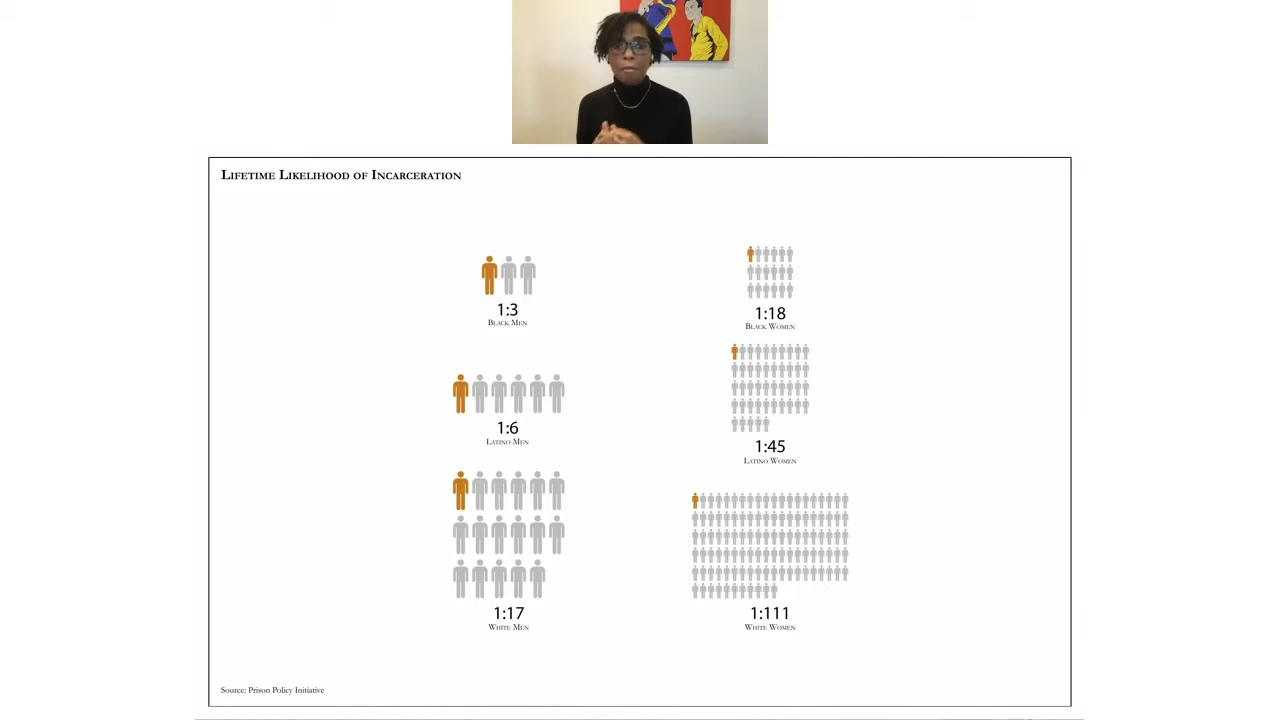 Lifetime Likelihood of Incarceration
1:3
Black Men
1:18
Black Women
1:6
Latino Men
1:45
Latino Women
1:17
White Men
1:111
White Women
Source: Prison Policy Initiative